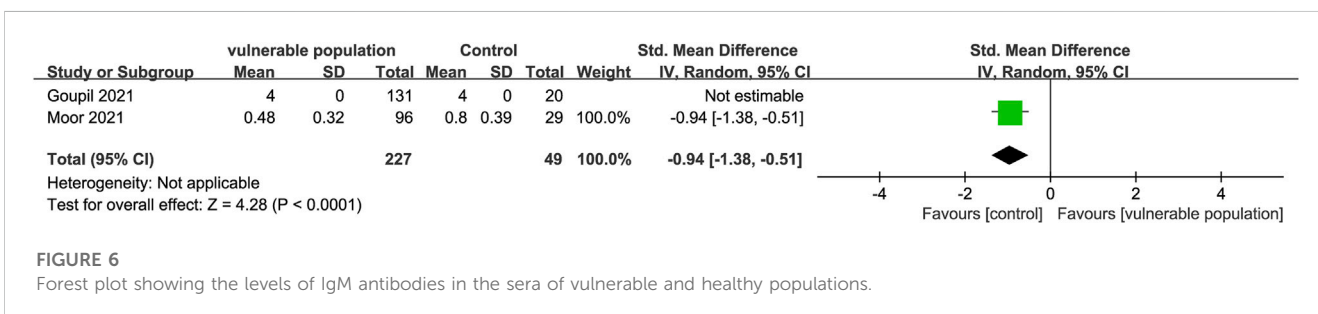 vulnerable population Control Std. Mean Difference Std. Mean Difference
Study or Subgroup Mean SD Total Mean SD Total Weight IV, Random, 95% CI IV, Random, 95% CI
Goupil 2021 4 0 131 4 0 20 Not estimable
Moor 2021 0.48 0.32 96 0.8 0.39 29 100.0% -0.94 [-1.38, -0.51]
Total (95% CI) 227 49 100.0% -0.94 [-1.38, -0.51]
Heterogeneity: Not applicable
Test for overall effect: Z = 4.28 (P < 0.0001)
-4 -2 0 2 4
Favours [control] Favours [vulnerable population]
FIGURE 6
Forest plot showing the levels of IgM antibodies in the sera of vulnerable and healthy populations.